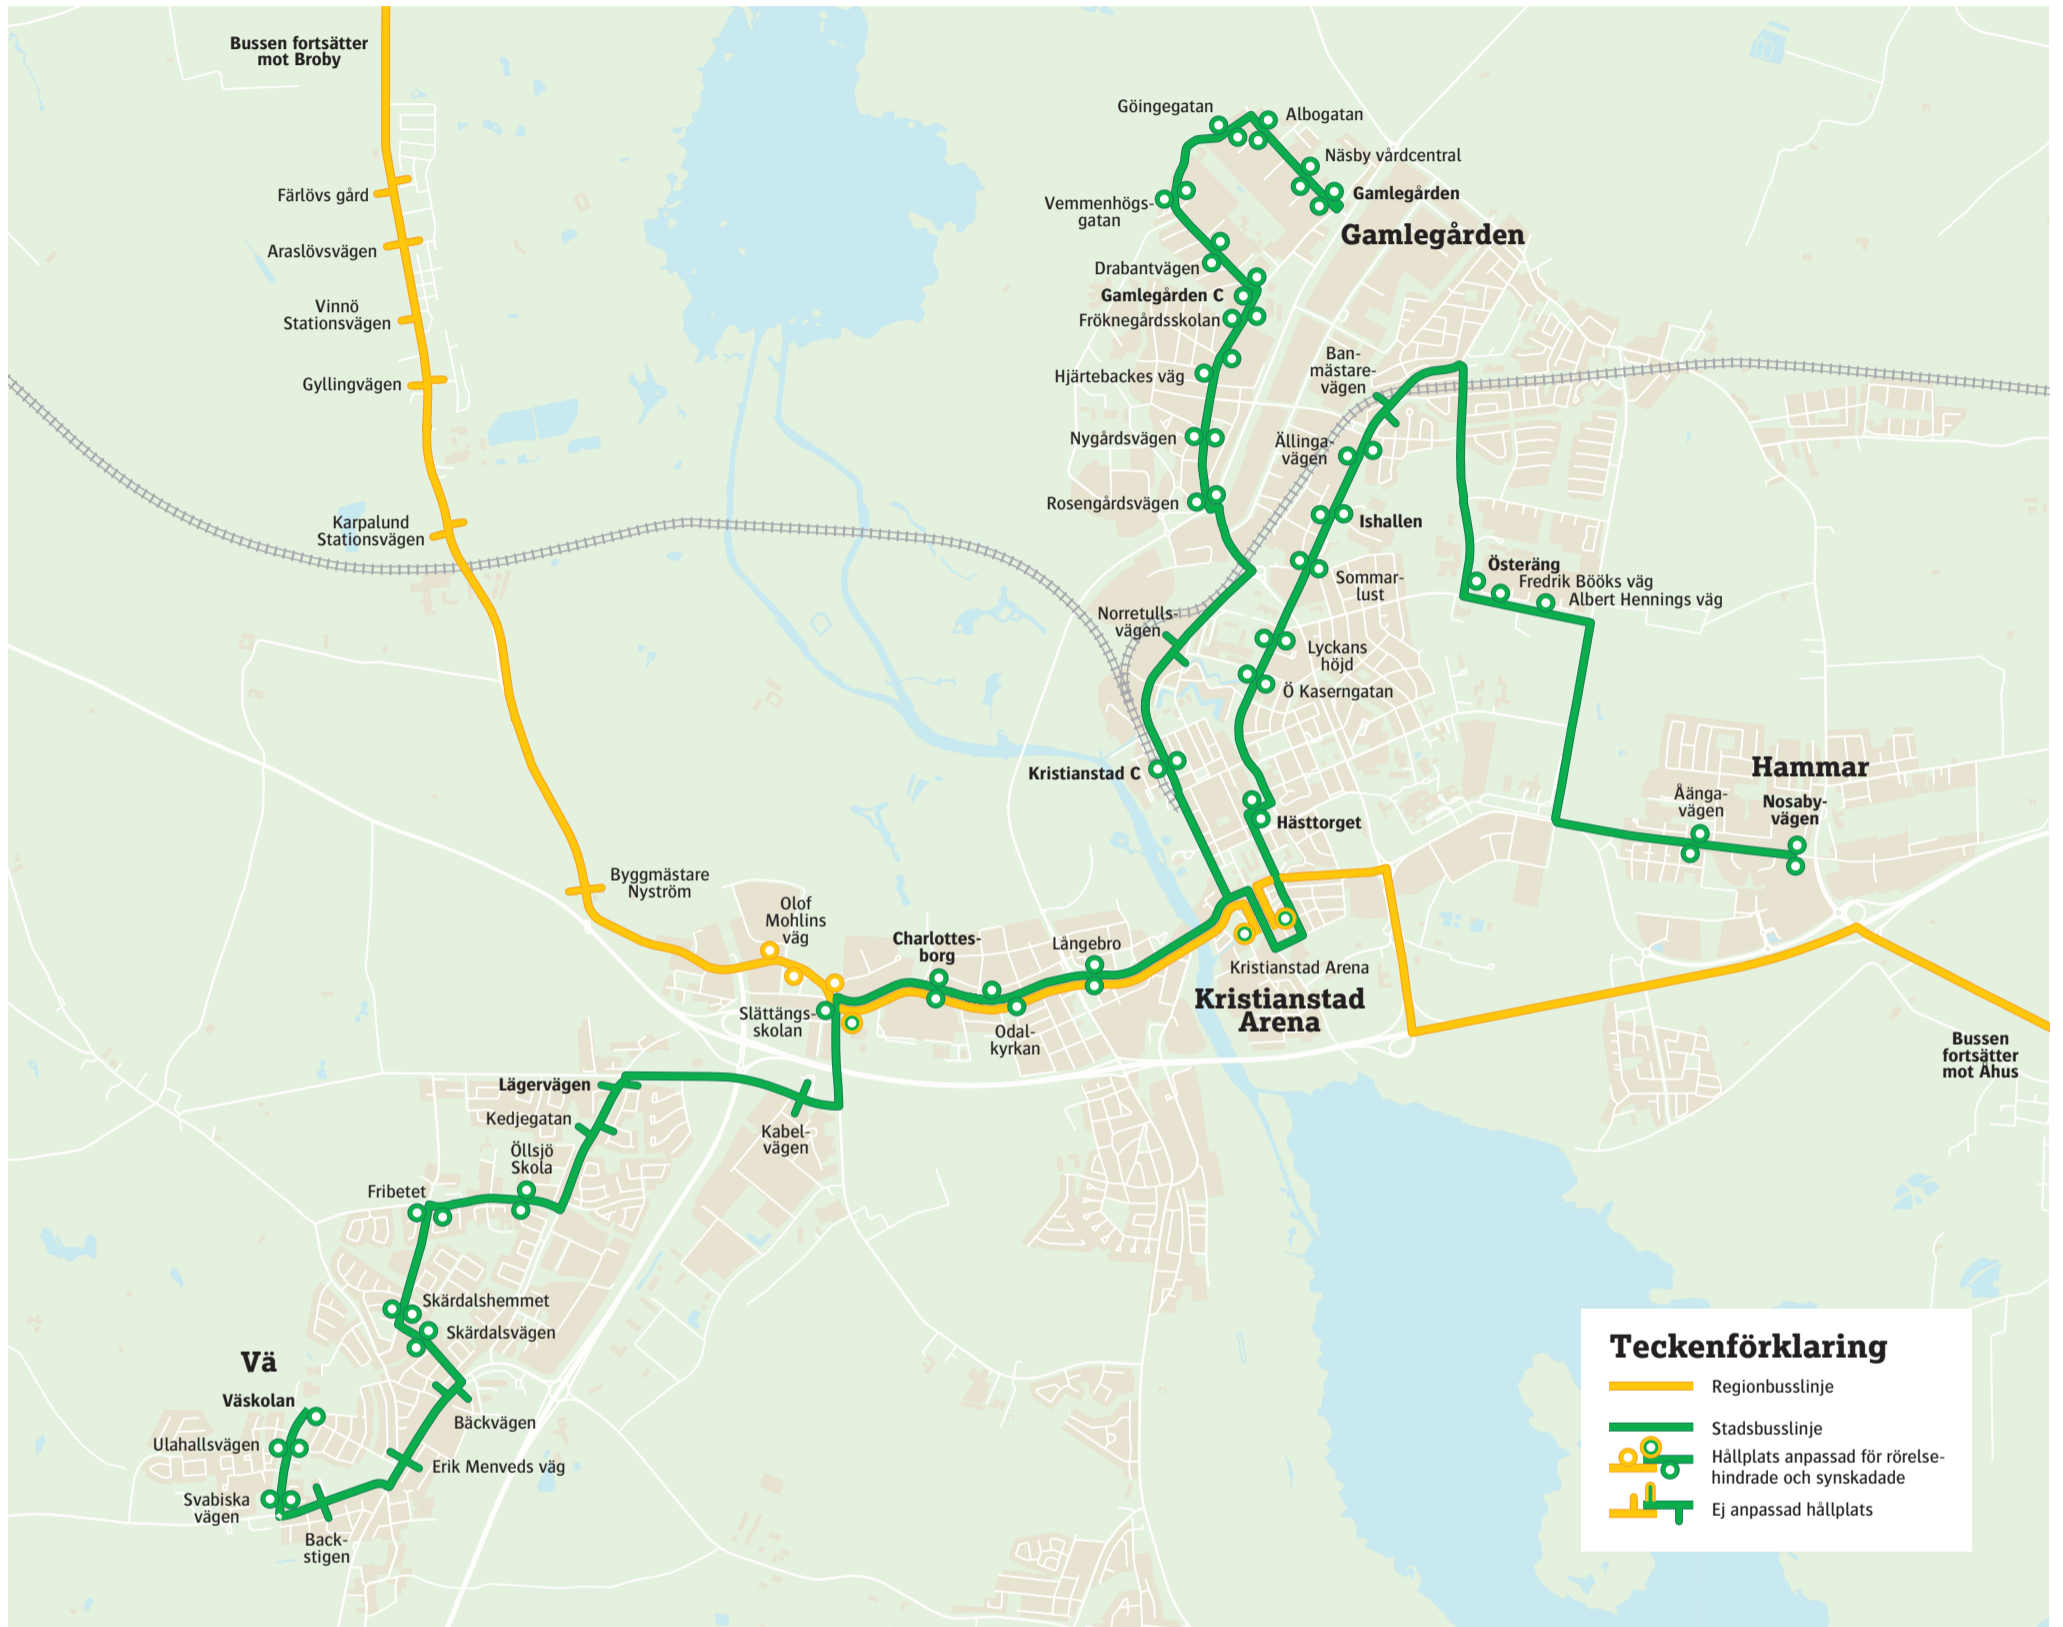 Bussen fortsätter
mot Broby
Färlövs gård
Araslövsvägen
Vinnö
Stationsvägen
Gyllingvägen
Karpalund
Stationsvägen
Byggmästare
Nyström
Olof
Mohlins
väg
Slättängs-
skolan
Charlottes-
borg
Odal-
kyrkan
Långebro
Göingegatan
Albogatan
Näsby vårdcentral
Gamlegården
Gamlegården
Vemmenhögs-
gatan
Drabantvägen
Gamlegården C
Fröknegårdsskolan
Hjärtebackes väg
Nygårdsvägen
Rosengårdsvägen
Norretulls-
vägen
Kristianstad C
Ban-
mästare-
vägen
Ällinga-
vägen
Ishallen
Sommar-
lust
Lyckans
höjd
Ö Kaserngatan
Hästtorget
Kristianstad Arena
Kristianstad
Arena
Österäng
Fredrik Bööks väg
Albert Hennings väg
Hammar
Åänga-
vägen
Nosaby-
vägen
Bussen
fortsätter
mot Åhus
Lägervägen
Kedjegatan
Kabel-
vägen
Öllsjö
Skola
Fribetet
Skärdalshemmet
Skärdalsvägen
Vä
Väskolan
Bäckvägen
Ulahallsvägen
Erik Menveds väg
Svabiska
vägen
Back-
stigen
Teckenförklaring
Regionbusslinje
Stadsbusslinje
Hållplats anpassad för rörelse-
hindrade och synskadade
Ej anpassad hållplats